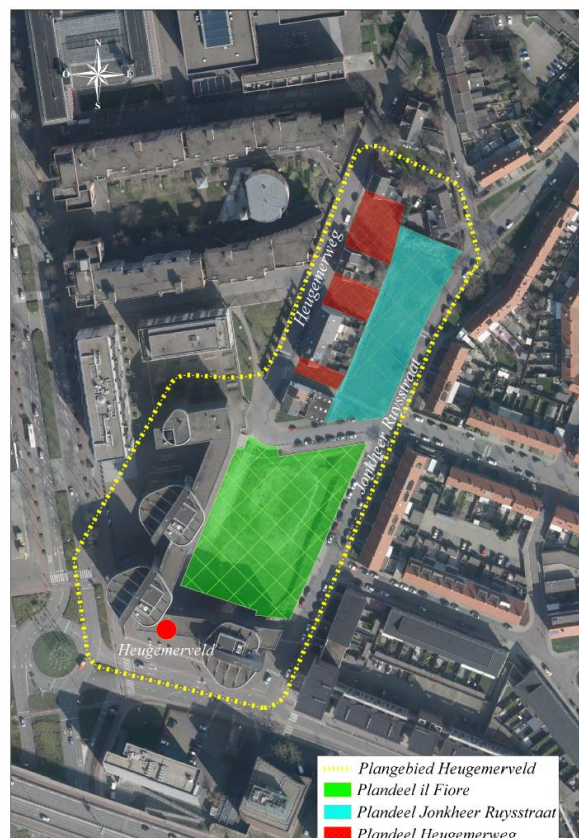 N
O E
S
Heugemerweg
Jonkheer Ruysstraat
Heugemerveld
Plangebied Heugemerveld
Plandeel il Fiore
Plandeel Jonkheer Ruysstraat
Plandeel Heugemerweg